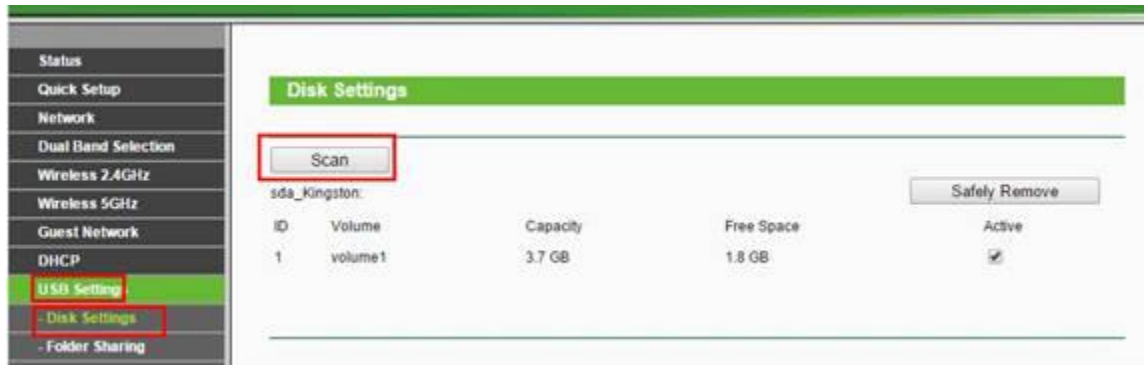 Status
Quick Setup
Network
Dual Band Selection
Wireless 2.4GHz
Wireless 5GHz
Guest Network
DHCP
USB Settings
- Disk Settings
- Folder Sharing
Disk Settings
Scan
sda_Kingston:
Safely Remove
ID Volume Capacity Free Space Active
1 volume1 3.7 GB 1.8 GB